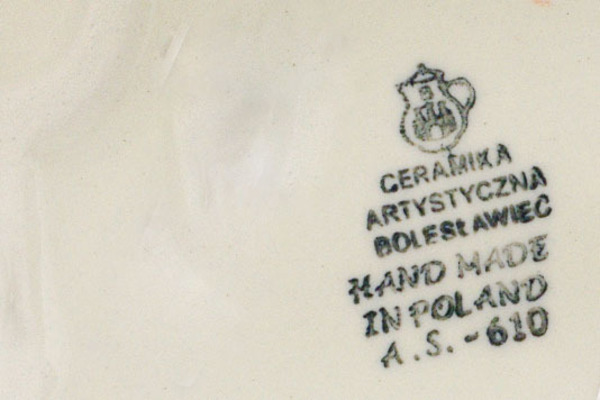 CERAMIKA
ARTYSTYCZNA
BOLESŁAWIEC
HAND MADE
IN POLAND
A.S.-610